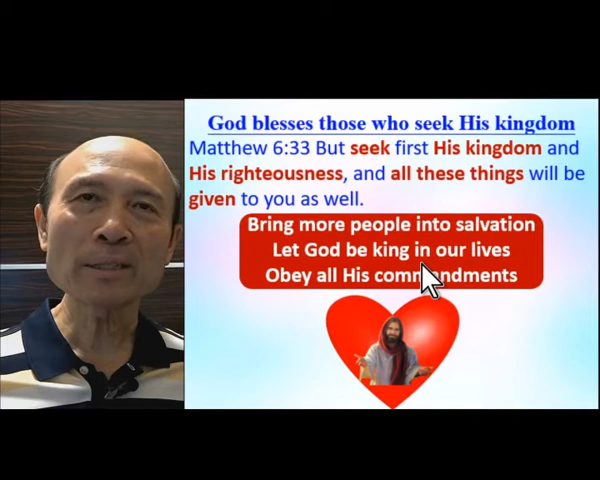 God blesses those who seek His kingdom
Matthew 6:33 But seek first His kingdom and
His righteousness, and all these things will be
given to you as well.
Bring more people into salvation
Let God be king in our lives
Obey all His commandments